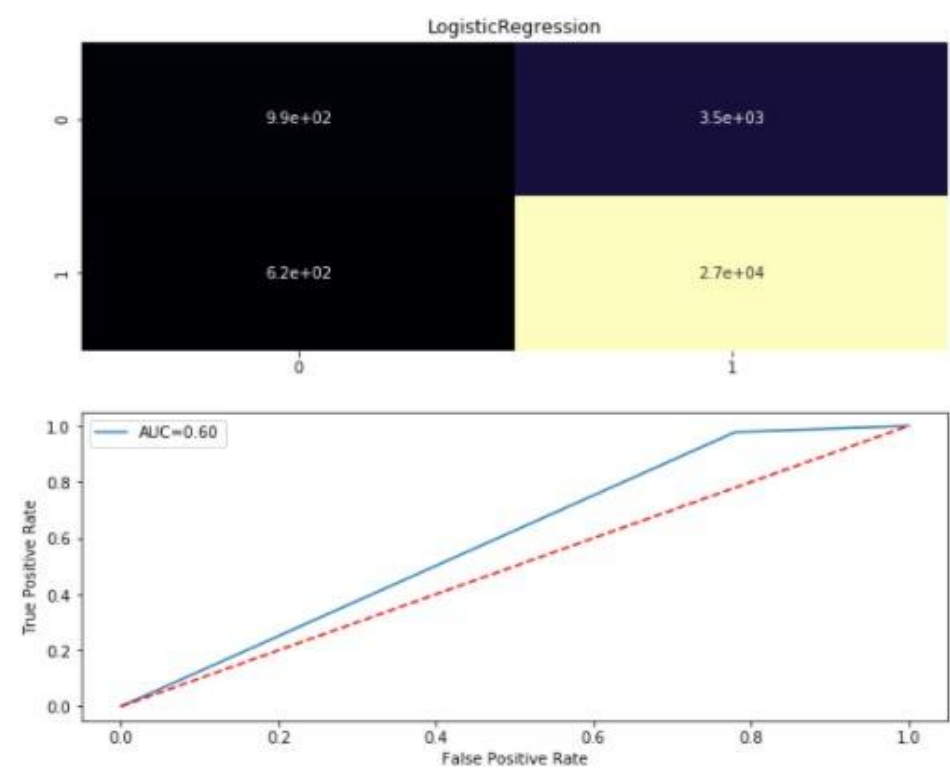 LogisticRegression
0
9.9e+02
3.5e+03
1
6.2e+02
2.7e+04
0
1
AUC=0.60
True Positive Rate
1.0
0.8
0.6
0.4
0.2
0.0
0.0
0.2
0.4
0.6
0.8
1.0
False Positive Rate